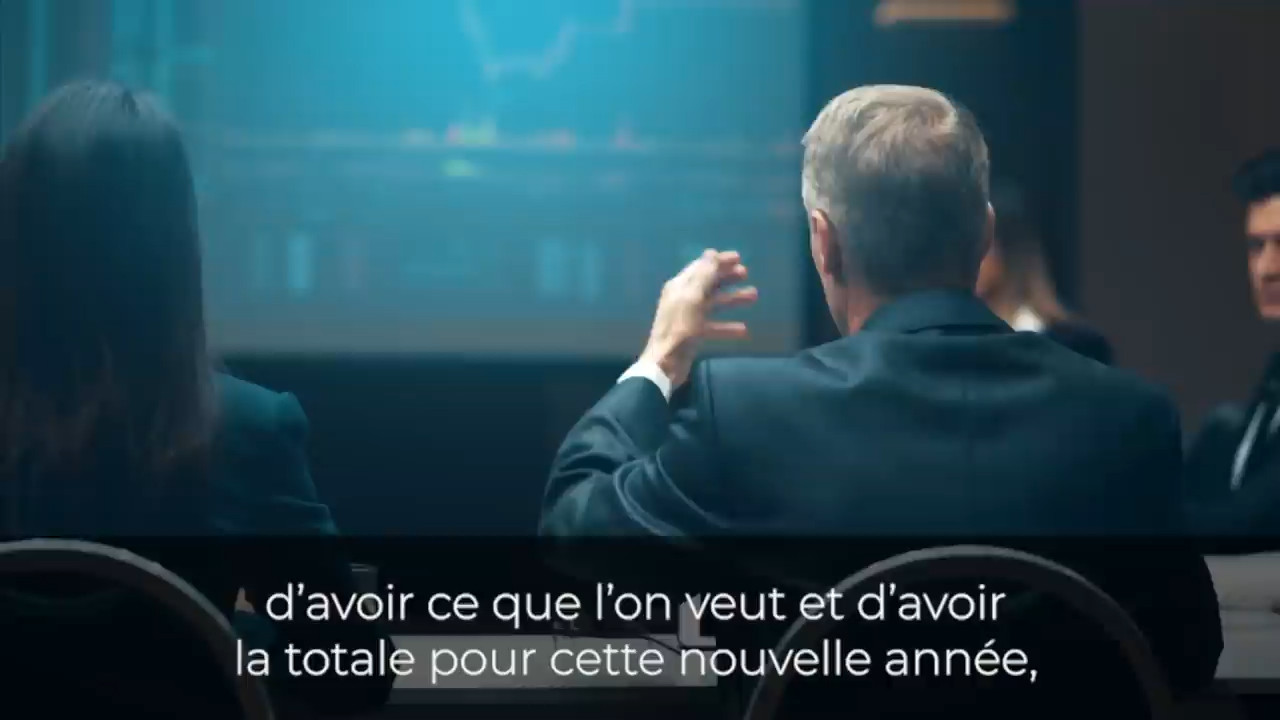 d’avoir ce que l’on veut et d’avoir
la totale pour cette nouvelle année,